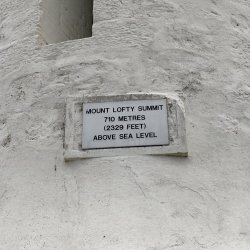 MOUNT LOFTY SUMMIT
710 METRES
(2329 FEET)
ABOVE SEA LEVEL